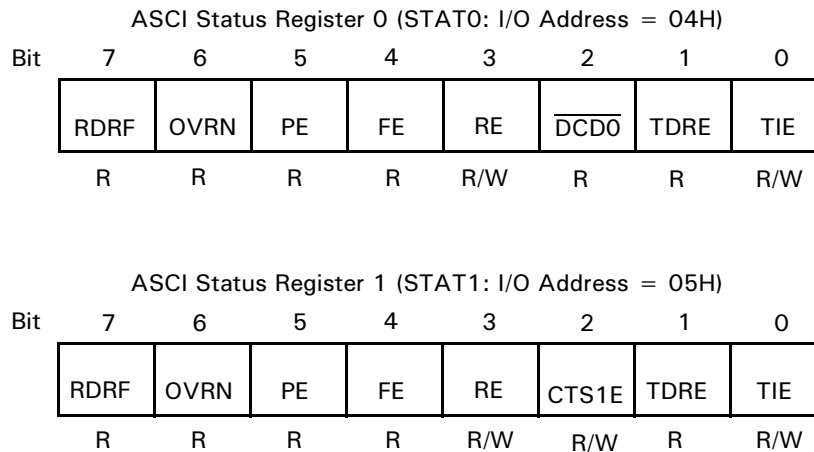 ASCI Status Register 0 (STAT0: I/O Address = 04H)
Bit 7 6 5 4 3 2 1 0
RDRF OVRN PE FE RE D̅C̅D̅0̅ TDRE TIE
R R R R R/W R R R/W
ASCI Status Register 1 (STAT1: I/O Address = 05H)
Bit 7 6 5 4 3 2 1 0
RDRF OVRN PE FE RE CTS1E TDRE TIE
R R R R R/W R/W R R/W